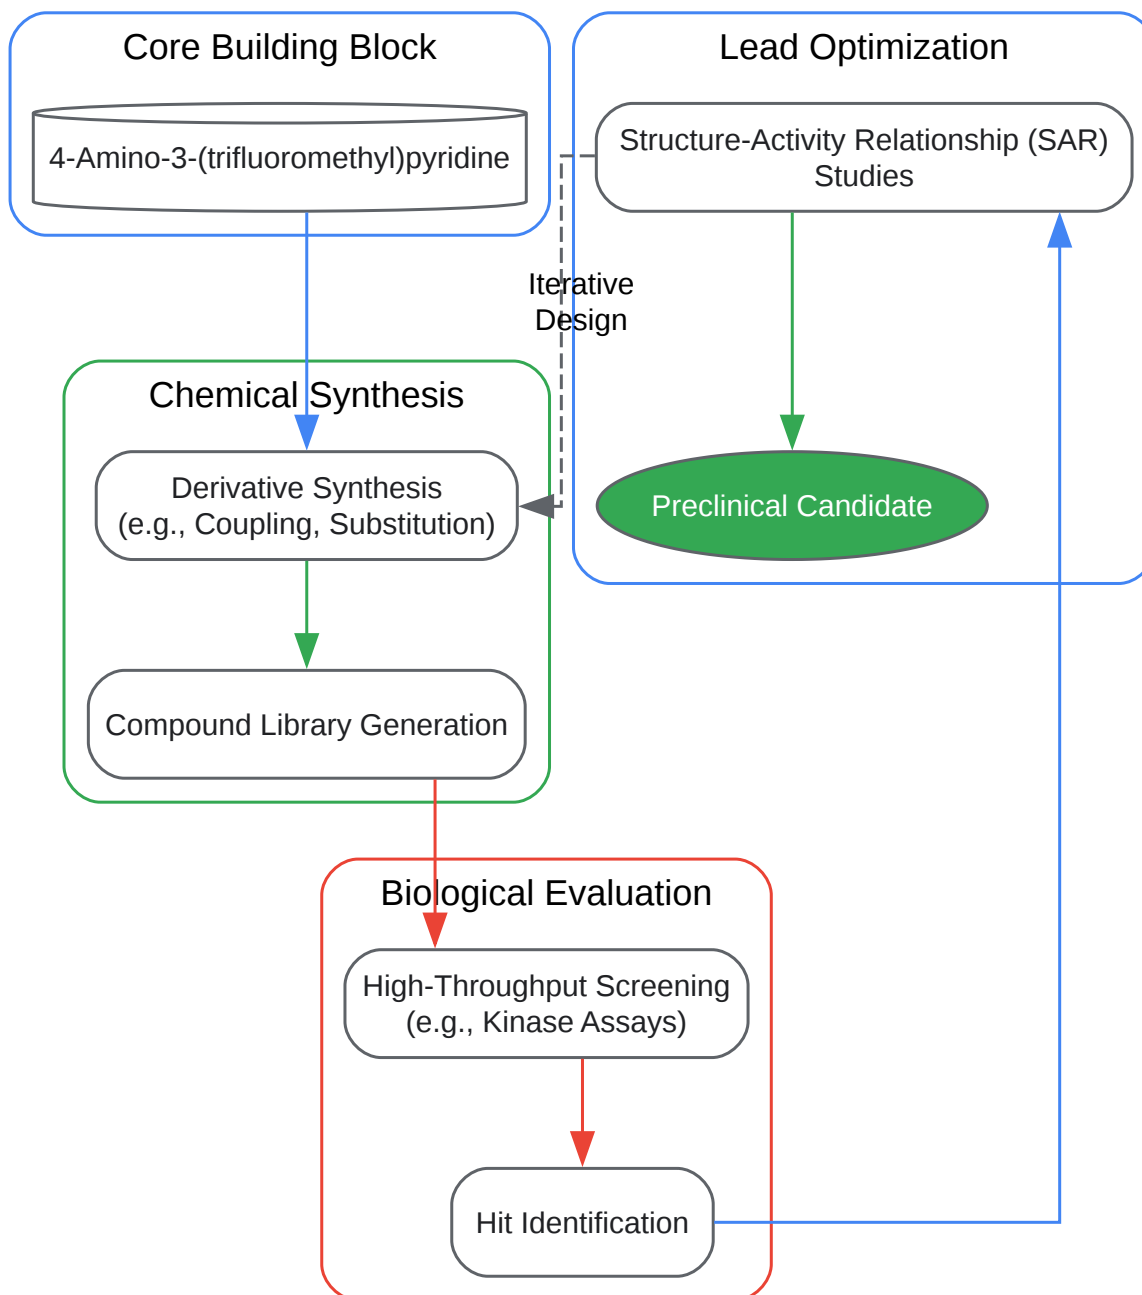 Core Building Block
4-Amino-3-(trifluoromethyl)pyridine
Lead Optimization
Structure-Activity Relationship (SAR)
Studies
Iterative
Design
Preclinical Candidate
Chemical Synthesis
Derivative Synthesis
(e.g., Coupling, Substitution)
Compound Library Generation
Biological Evaluation
High-Throughput Screening
(e.g., Kinase Assays)
Hit Identification